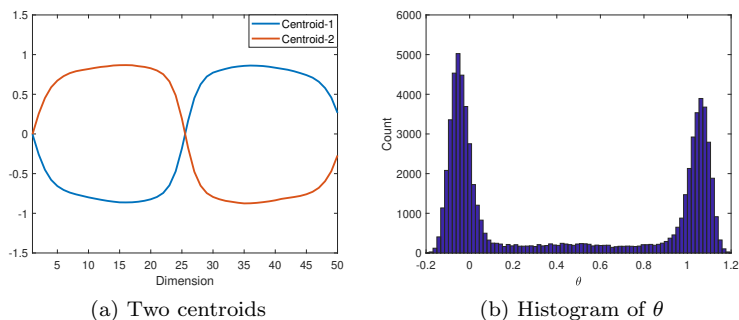 1.5
1
0.5
0
-0.5
-1
-1.5
5 10 15 20 25 30 35 40 45 50
Dimension
Centroid-1
Centroid-2
(a) Two centroids
6000
5000
4000
3000
2000
1000
0
Count
-0.2 0 0.2 0.4 0.6 0.8 1 1.2
θ
(b) Histogram of θ